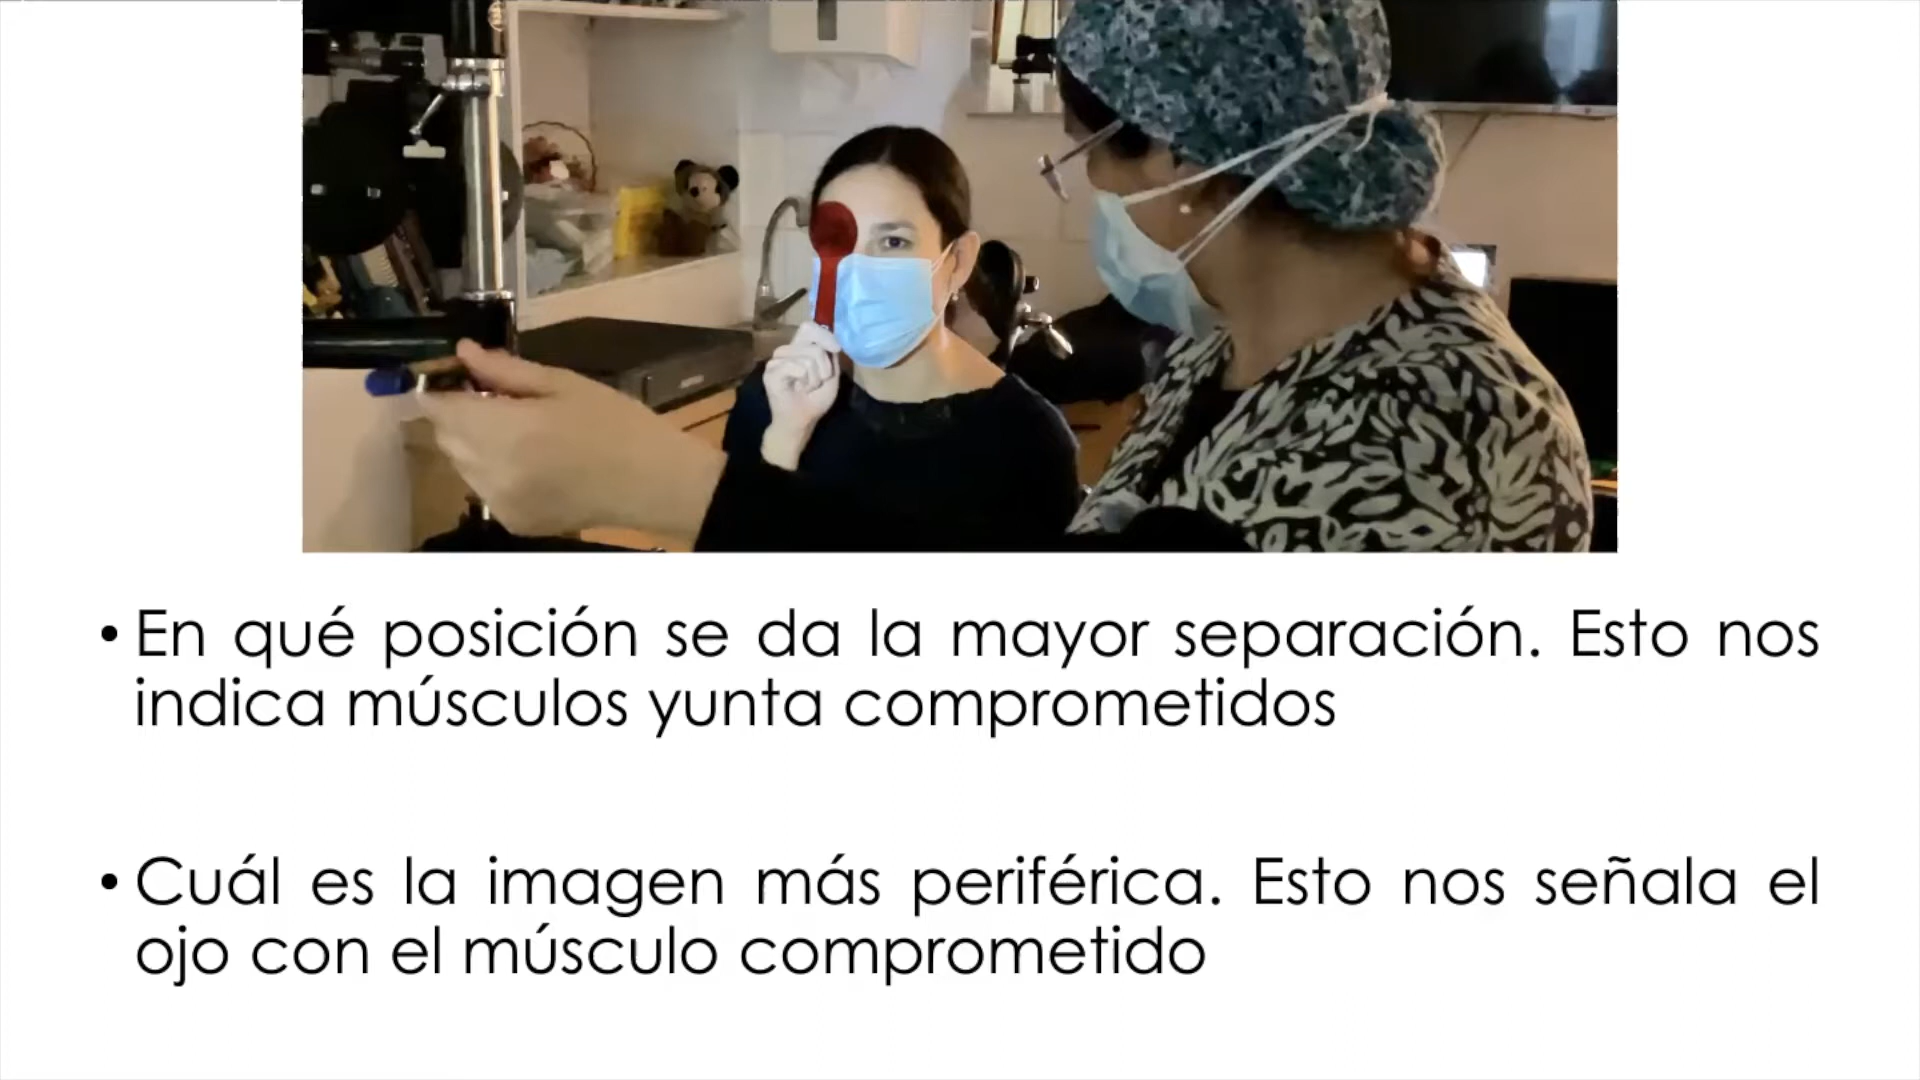 • En qué posición se da la mayor separación. Esto nos
indica músculos yunta comprometidos
• Cuál es la imagen más periférica. Esto nos señala el
ojo con el músculo comprometido